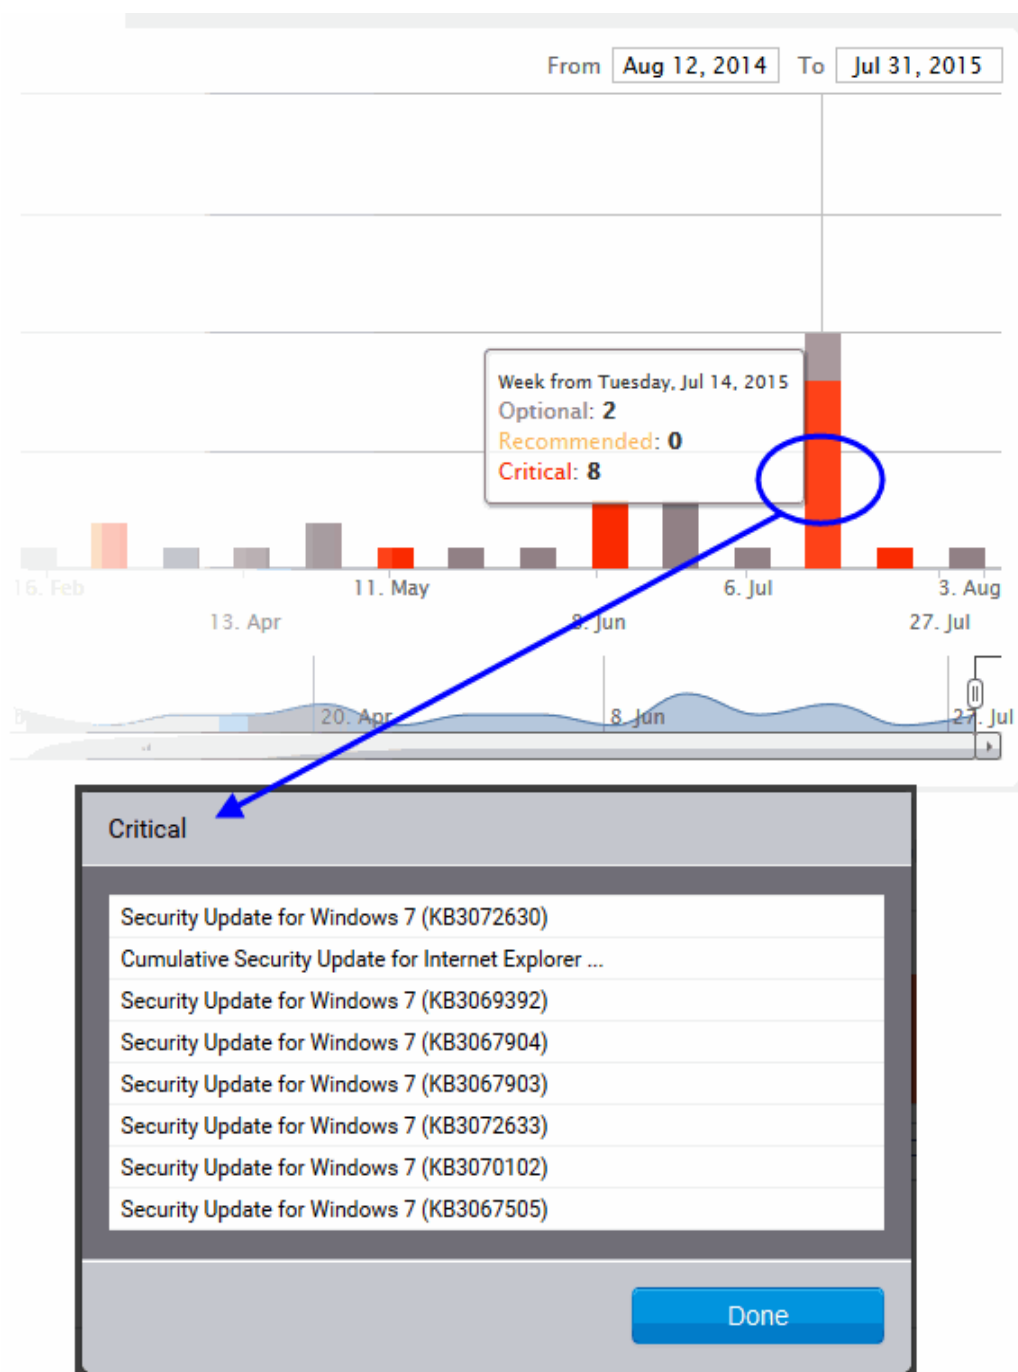 From Aug 12, 2014 To Jul 31, 2015
Week from Tuesday, Jul 14, 2015
Optional: 2
Recommended: 0
Critical: 8
16. Feb 11. May 6. Jul 3. Aug
13. Apr 8. Jun 27. Jul
20. Apr 8 Jun 27. Jul
Critical
Security Update for Windows 7 (KB3072630)
Cumulative Security Update for Internet Explorer ...
Security Update for Windows 7 (KB3069392)
Security Update for Windows 7 (KB3067904)
Security Update for Windows 7 (KB3067903)
Security Update for Windows 7 (KB3072633)
Security Update for Windows 7 (KB3070102)
Security Update for Windows 7 (KB3067505)
Done